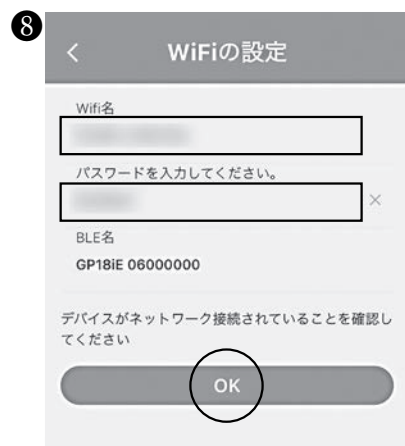 ❽
< WiFiの設定
Wifi名
パスワードを入力してください。
×
BLE名
GP18iE 06000000
デバイスがネットワーク接続されていることを確認し
てください
OK